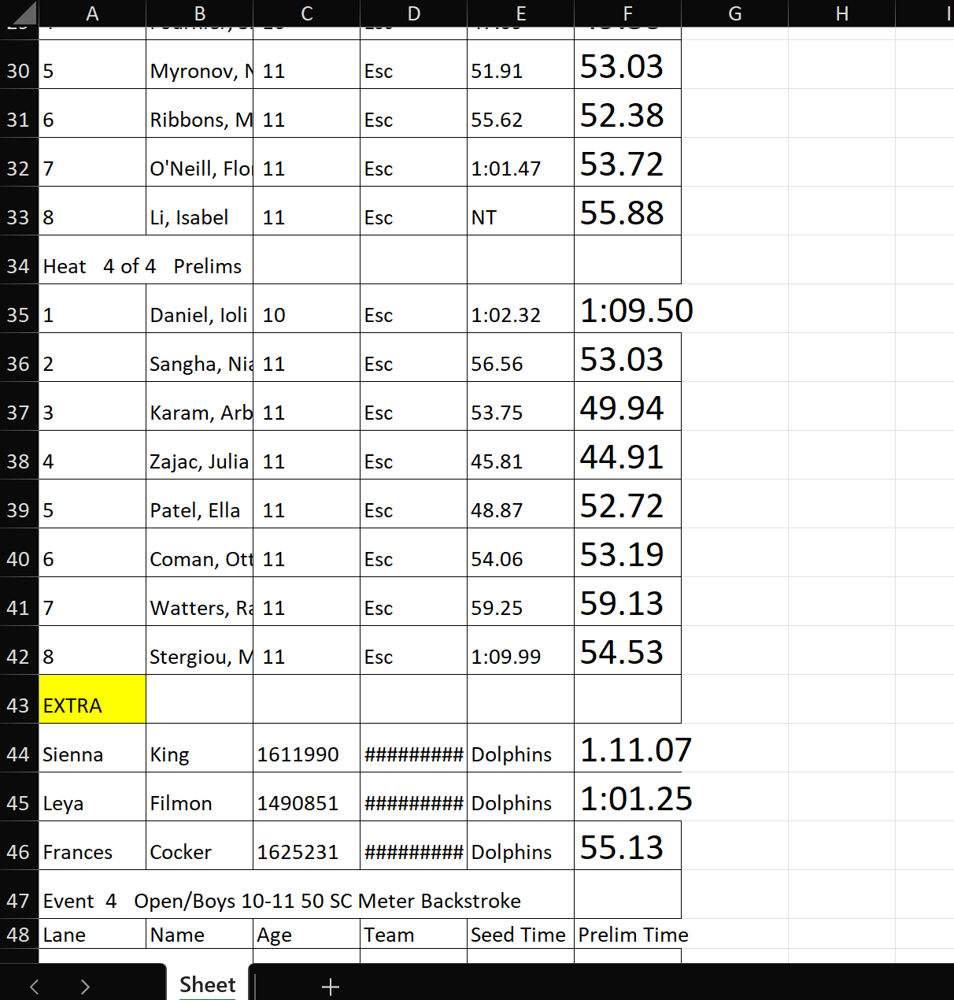 A B C D E F G H I
30 5 Myronov, 11 Esc 51.91 53.03
31 6 Ribbons, M 11 Esc 55.62 52.38
32 7 O'Neill, Flo 11 Esc 1:01.47 53.72
33 8 Li, Isabel 11 Esc NT 55.88
34 Heat 4 of 4 Prelims
35 1 Daniel, Ioli 10 Esc 1:02.32 1:09.50
36 2 Sangha, Nia 11 Esc 56.56 53.03
37 3 Karam, Arb 11 Esc 53.75 49.94
38 4 Zajac, Julia 11 Esc 45.81 44.91
39 5 Patel, Ella 11 Esc 48.87 52.72
40 6 Coman, Ott 11 Esc 54.06 53.19
41 7 Watters, Ra 11 Esc 59.25 59.13
42 8 Stergiou, M 11 Esc 1:09.99 54.53
43 EXTRA
44 Sienna King 1611990 ######### Dolphins 1.11.07
45 Leya Filmon 1490851 ######### Dolphins 1:01.25
46 Frances Cocker 1625231 ######### Dolphins 55.13
47 Event 4 Open/Boys 10-11 50 SC Meter Backstroke
48 Lane Name Age Team Seed Time Prelim Time
Sheet